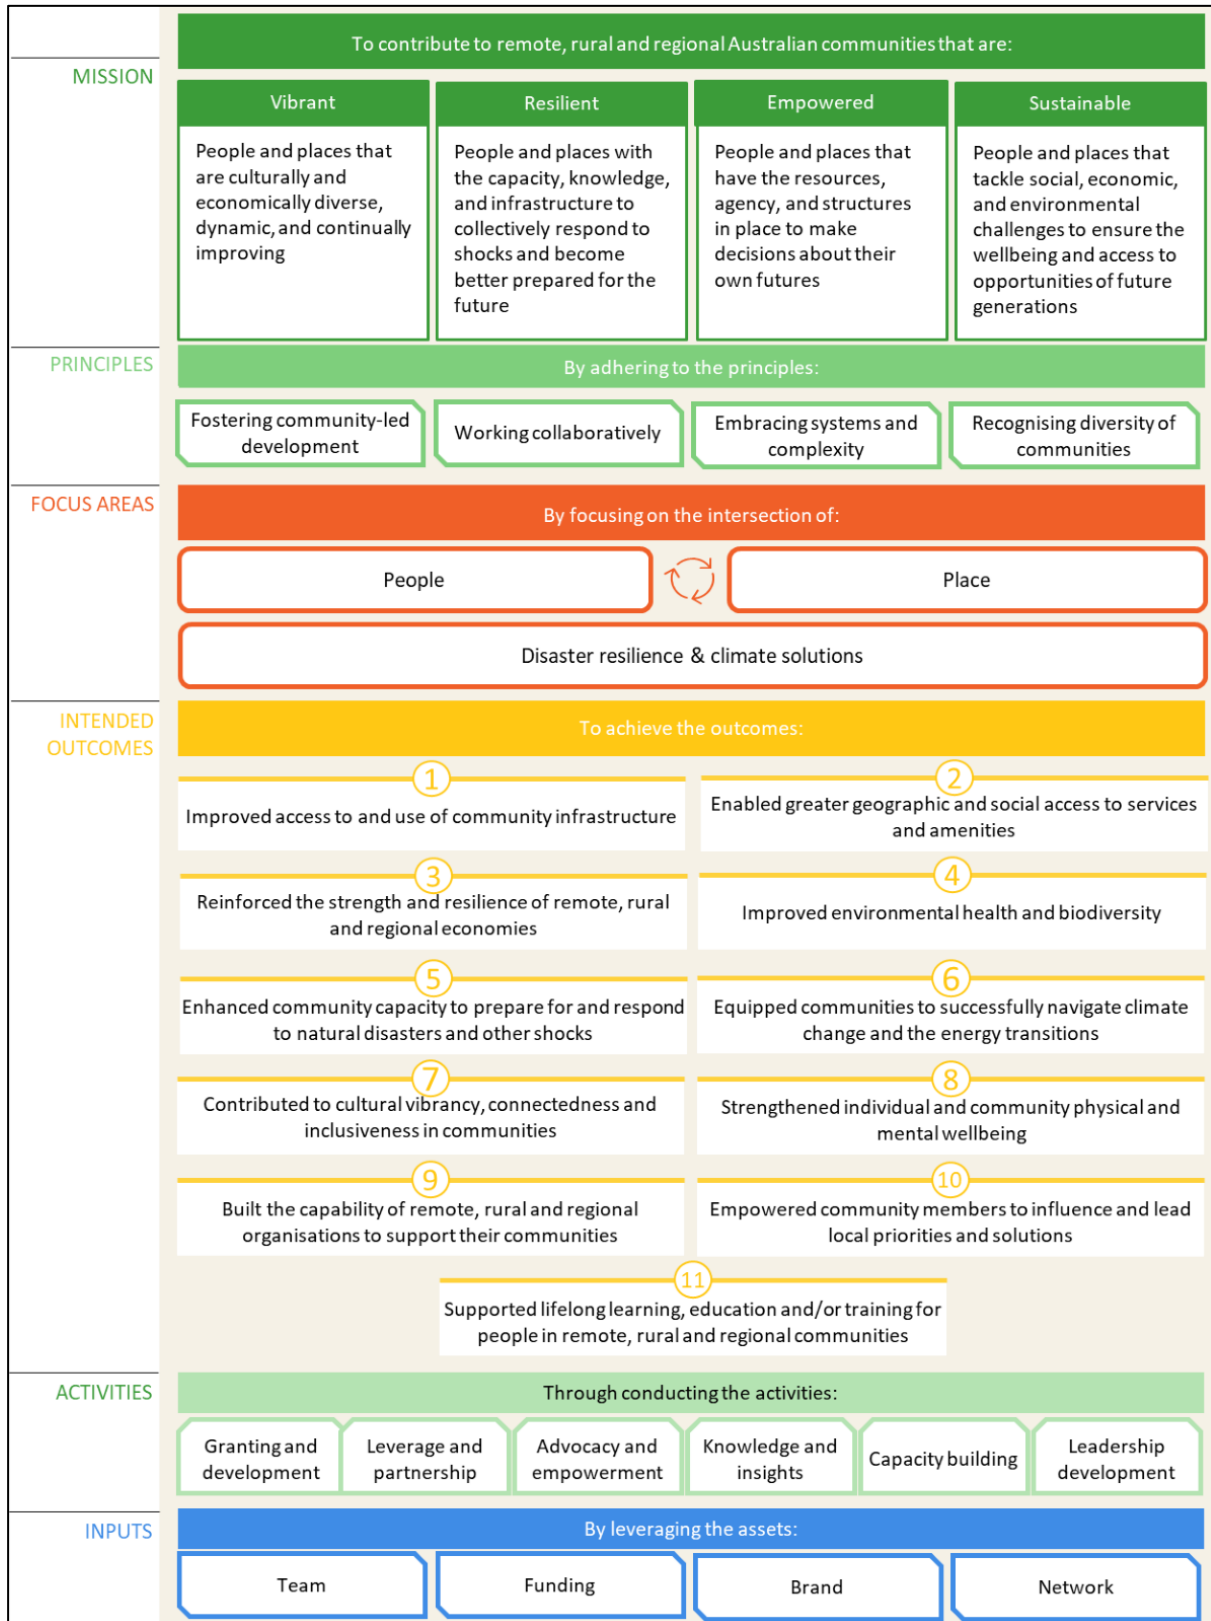 To contribute to remote, rural and regional Australian communities that are:
MISSION
Vibrant
People and places that
are culturally and
economically diverse,
dynamic, and continually
improving
Resilient
People and places with
the capacity, knowledge,
and infrastructure to
collectively respond to
shocks and become
better prepared for the
future
Empowered
People and places that
have the resources,
agency, and structures
in place to make
decisions about their
own futures
Sustainable
People and places that
tackle social, economic,
and environmental
challenges to ensure the
wellbeing and access to
opportunities of future
generations
PRINCIPLES
By adhering to the principles:
Fostering community-led
development
Working collaboratively
Embracing systems and
complexity
Recognising diversity of
communities
FOCUS AREAS
By focusing on the intersection of:
People
Place
Disaster resilience & climate solutions
INTENDED
OUTCOMES
To achieve the outcomes:
1
Improved access to and use of community infrastructure
2
Enabled greater geographic and social access to services
and amenities
3
Reinforced the strength and resilience of remote, rural
and regional economies
4
Improved environmental health and biodiversity
5
Enhanced community capacity to prepare for and respond
to natural disasters and other shocks
6
Equipped communities to successfully navigate climate
change and the energy transitions
7
Contributed to cultural vibrancy, connectedness and
inclusiveness in communities
8
Strengthened individual and community physical and
mental wellbeing
9
Built the capability of remote, rural and regional
organisations to support their communities
10
Empowered community members to influence and lead
local priorities and solutions
11
Supported lifelong learning, education and/or training for
people in remote, rural and regional communities
ACTIVITIES
Through conducting the activities:
Granting and
development
Leverage and
partnership
Advocacy and
empowerment
Knowledge and
insights
Capacity building
Leadership
development
INPUTS
By leveraging the assets:
Team
Funding
Brand
Network